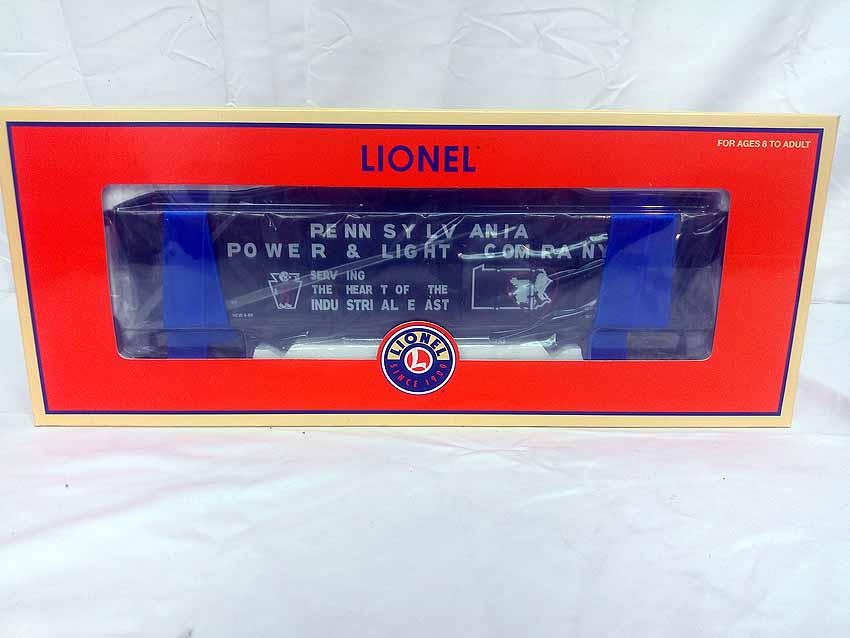 LIONEL
FOR AGES 8 TO ADULT
PENNSYLVANIA
POWER & LIGHT COMPANY
SERVING
THE HEART OF THE
INDUSTRIAL EAST
LIONEL
L
SINCE 1900